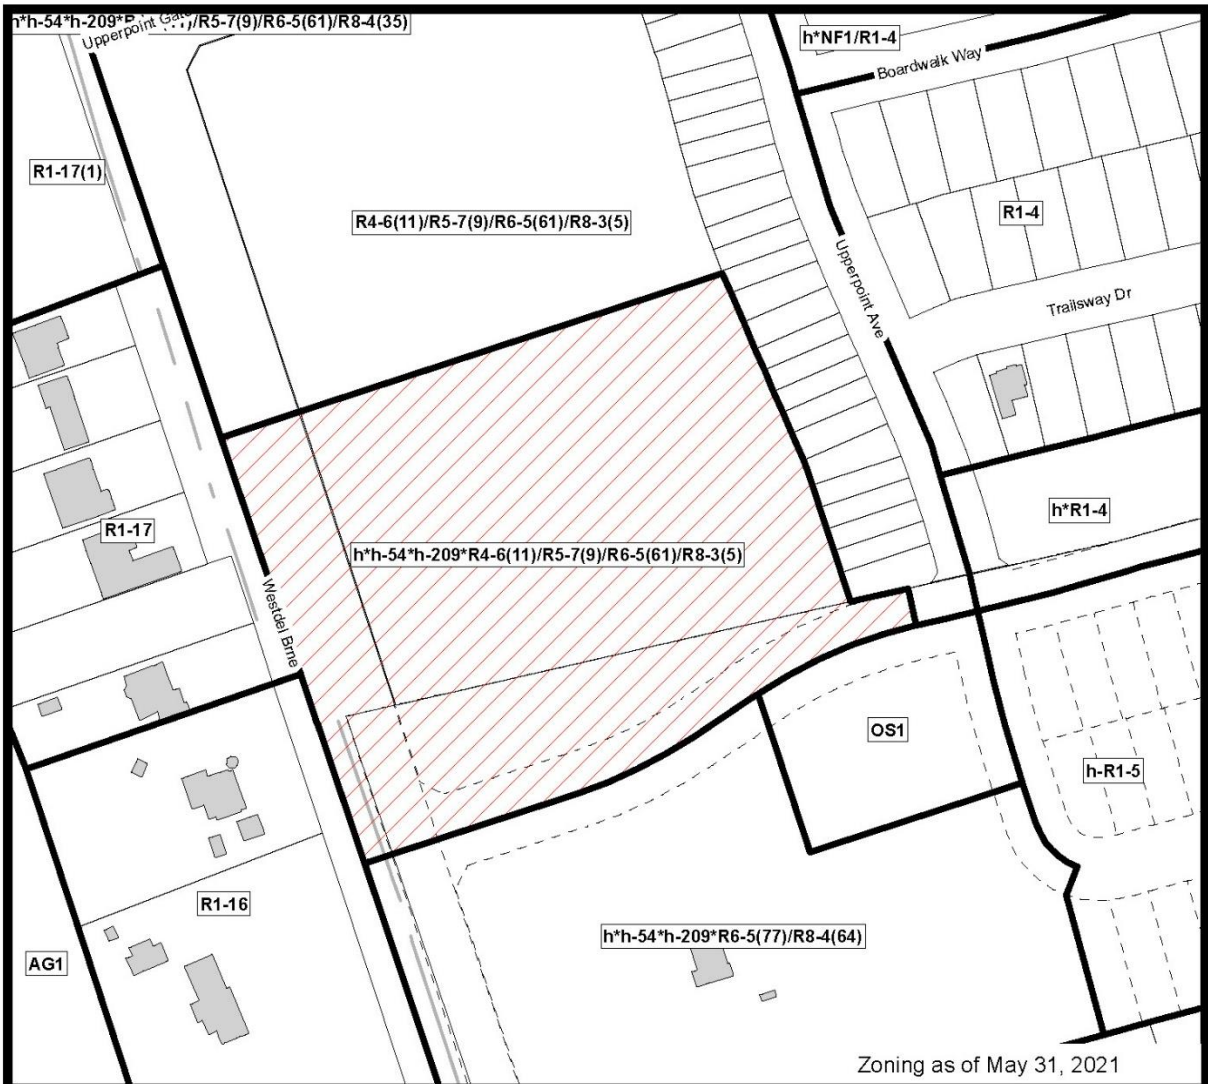 h*h-54*h-209*R
/R5-7(9)/R6-5(61)/R8-4(35)
Upperpoint Gate
h*NF1/R1-4
Boardwalk Way
R1-17(1)
R4-6(11)/R5-7(9)/R6-5(61)/R8-3(5)
R1-4
Upperpoint Ave
Trailsway Dr
R1-17
h*R1-4
h*h-54*h-209*R4-6(11)/R5-7(9)/R6-5(61)/R8-3(5)
Westdel Brne
OS1
h-R1-5
R1-16
h*h-54*h-209*R6-5(77)/R8-4(64)
AG1
Zoning as of May 31, 2021